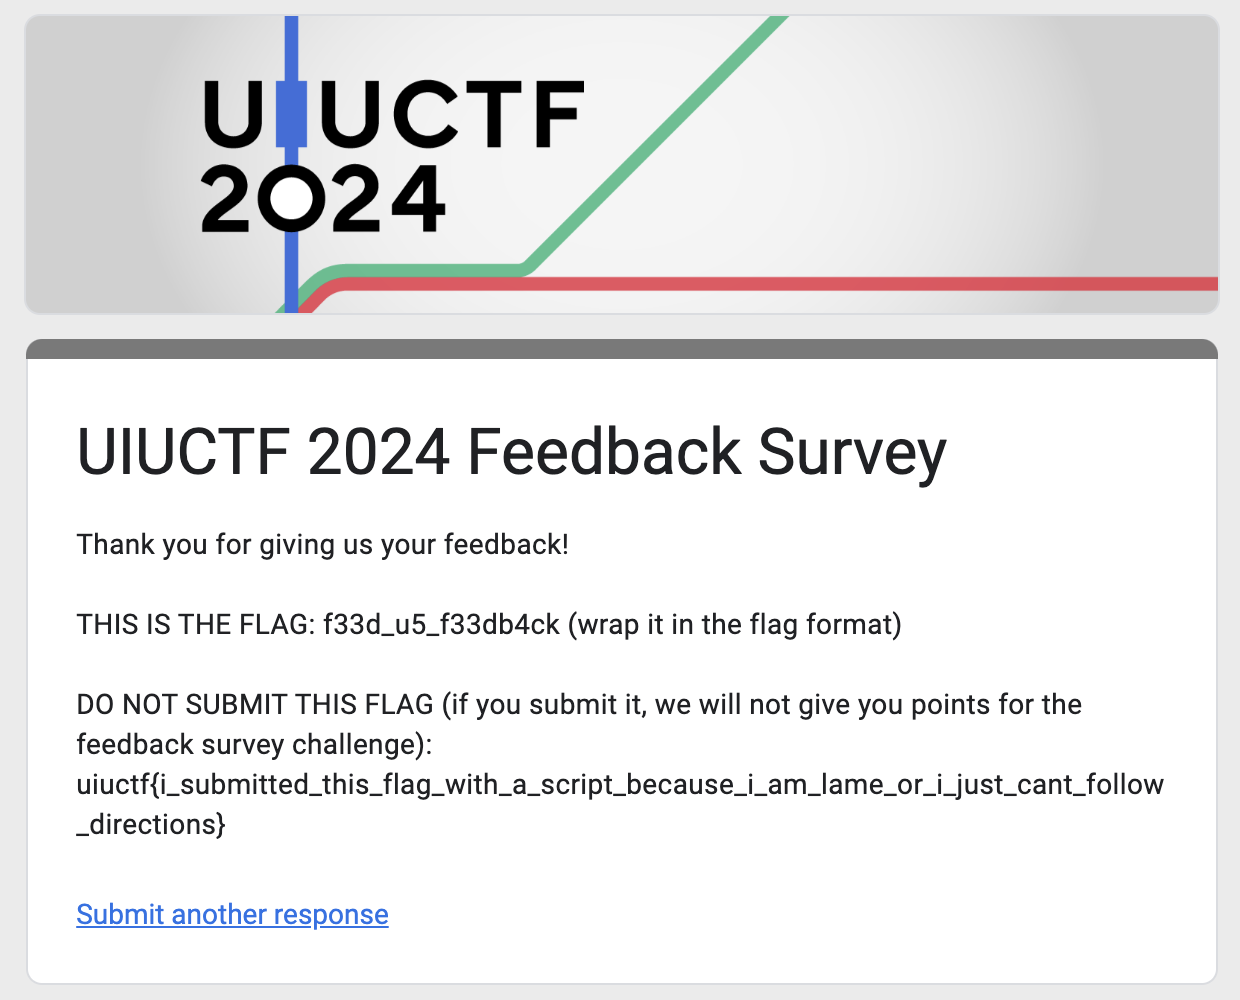 UIUCTF
2024
UIUCTF 2024 Feedback Survey
Thank you for giving us your feedback!
THIS IS THE FLAG: f33d_u5_f33db4ck (wrap it in the flag format)
DO NOT SUBMIT THIS FLAG (if you submit it, we will not give you points for the
feedback survey challenge):
uiuctf{i_submitted_this_flag_with_a_script_because_i_am_lame_or_i_just_cant_follow
_directions}
Submit another response